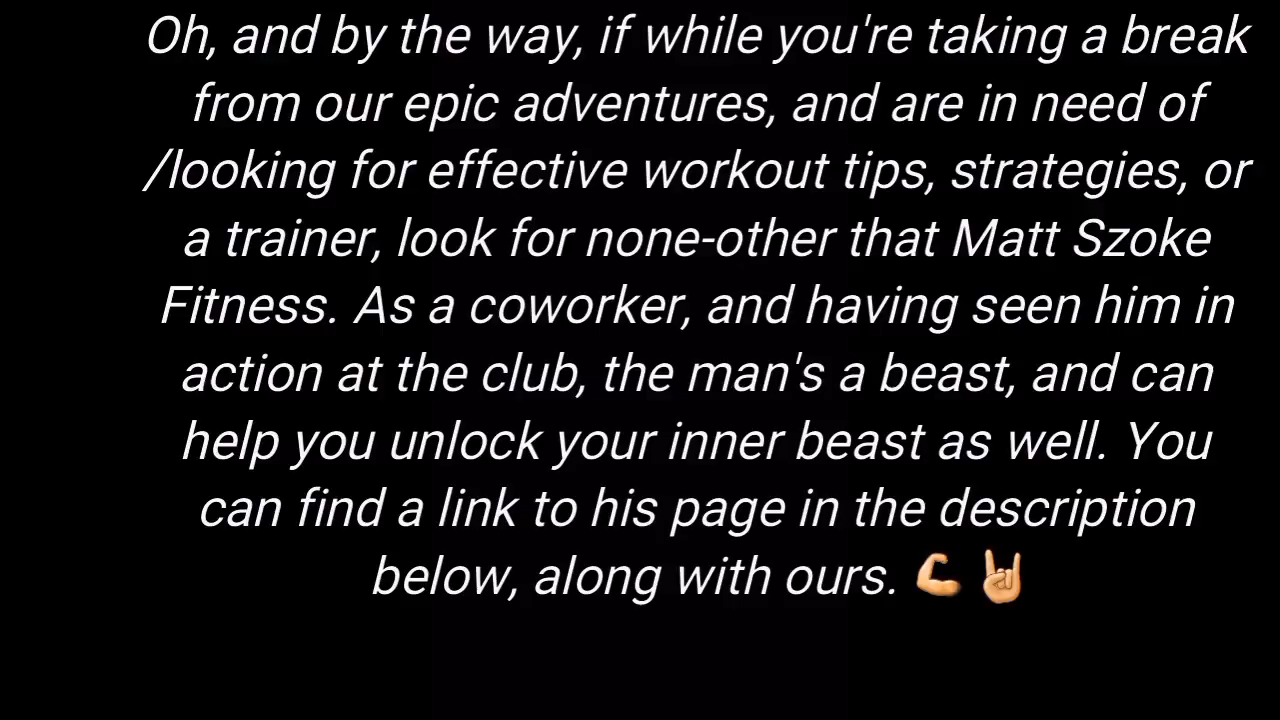 Oh, and by the way, if while you're taking a break
from our epic adventures, and are in need of
/looking for effective workout tips, strategies, or
a trainer, look for none-other that Matt Szoke
Fitness. As a coworker, and having seen him in
action at the club, the man's a beast, and can
help you unlock your inner beast as well. You
can find a link to his page in the description
below, along with ours. 💪🤘